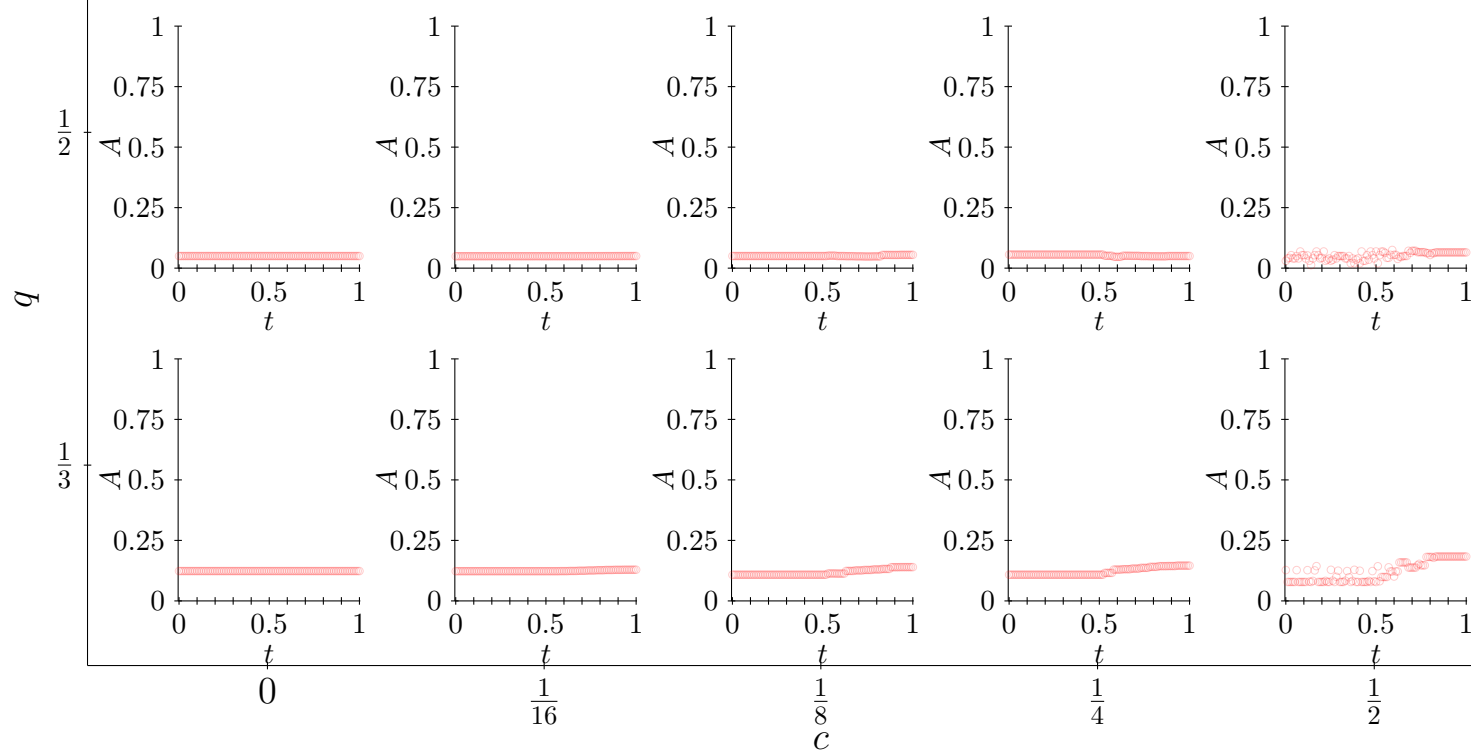 1 1 1 1 1
0.75 0.75 0.75 0.75 0.75
1/2 A 0.5 A 0.5 A 0.5 A 0.5 A 0.5
0.25 0.25 0.25 0.25 0.25
0 0 0 0 0
0 0.5 1 0 0.5 1 0 0.5 1 0 0.5 1 0 0.5 1
t t t t t
q
1 1 1 1 1
0.75 0.75 0.75 0.75 0.75
1/3 A 0.5 A 0.5 A 0.5 A 0.5 A 0.5
0.25 0.25 0.25 0.25 0.25
0 0 0 0 0
0 0.5 1 0 0.5 1 0 0.5 1 0 0.5 1 0 0.5 1
t t t t t
0 1/16 1/8 1/4 1/2
c